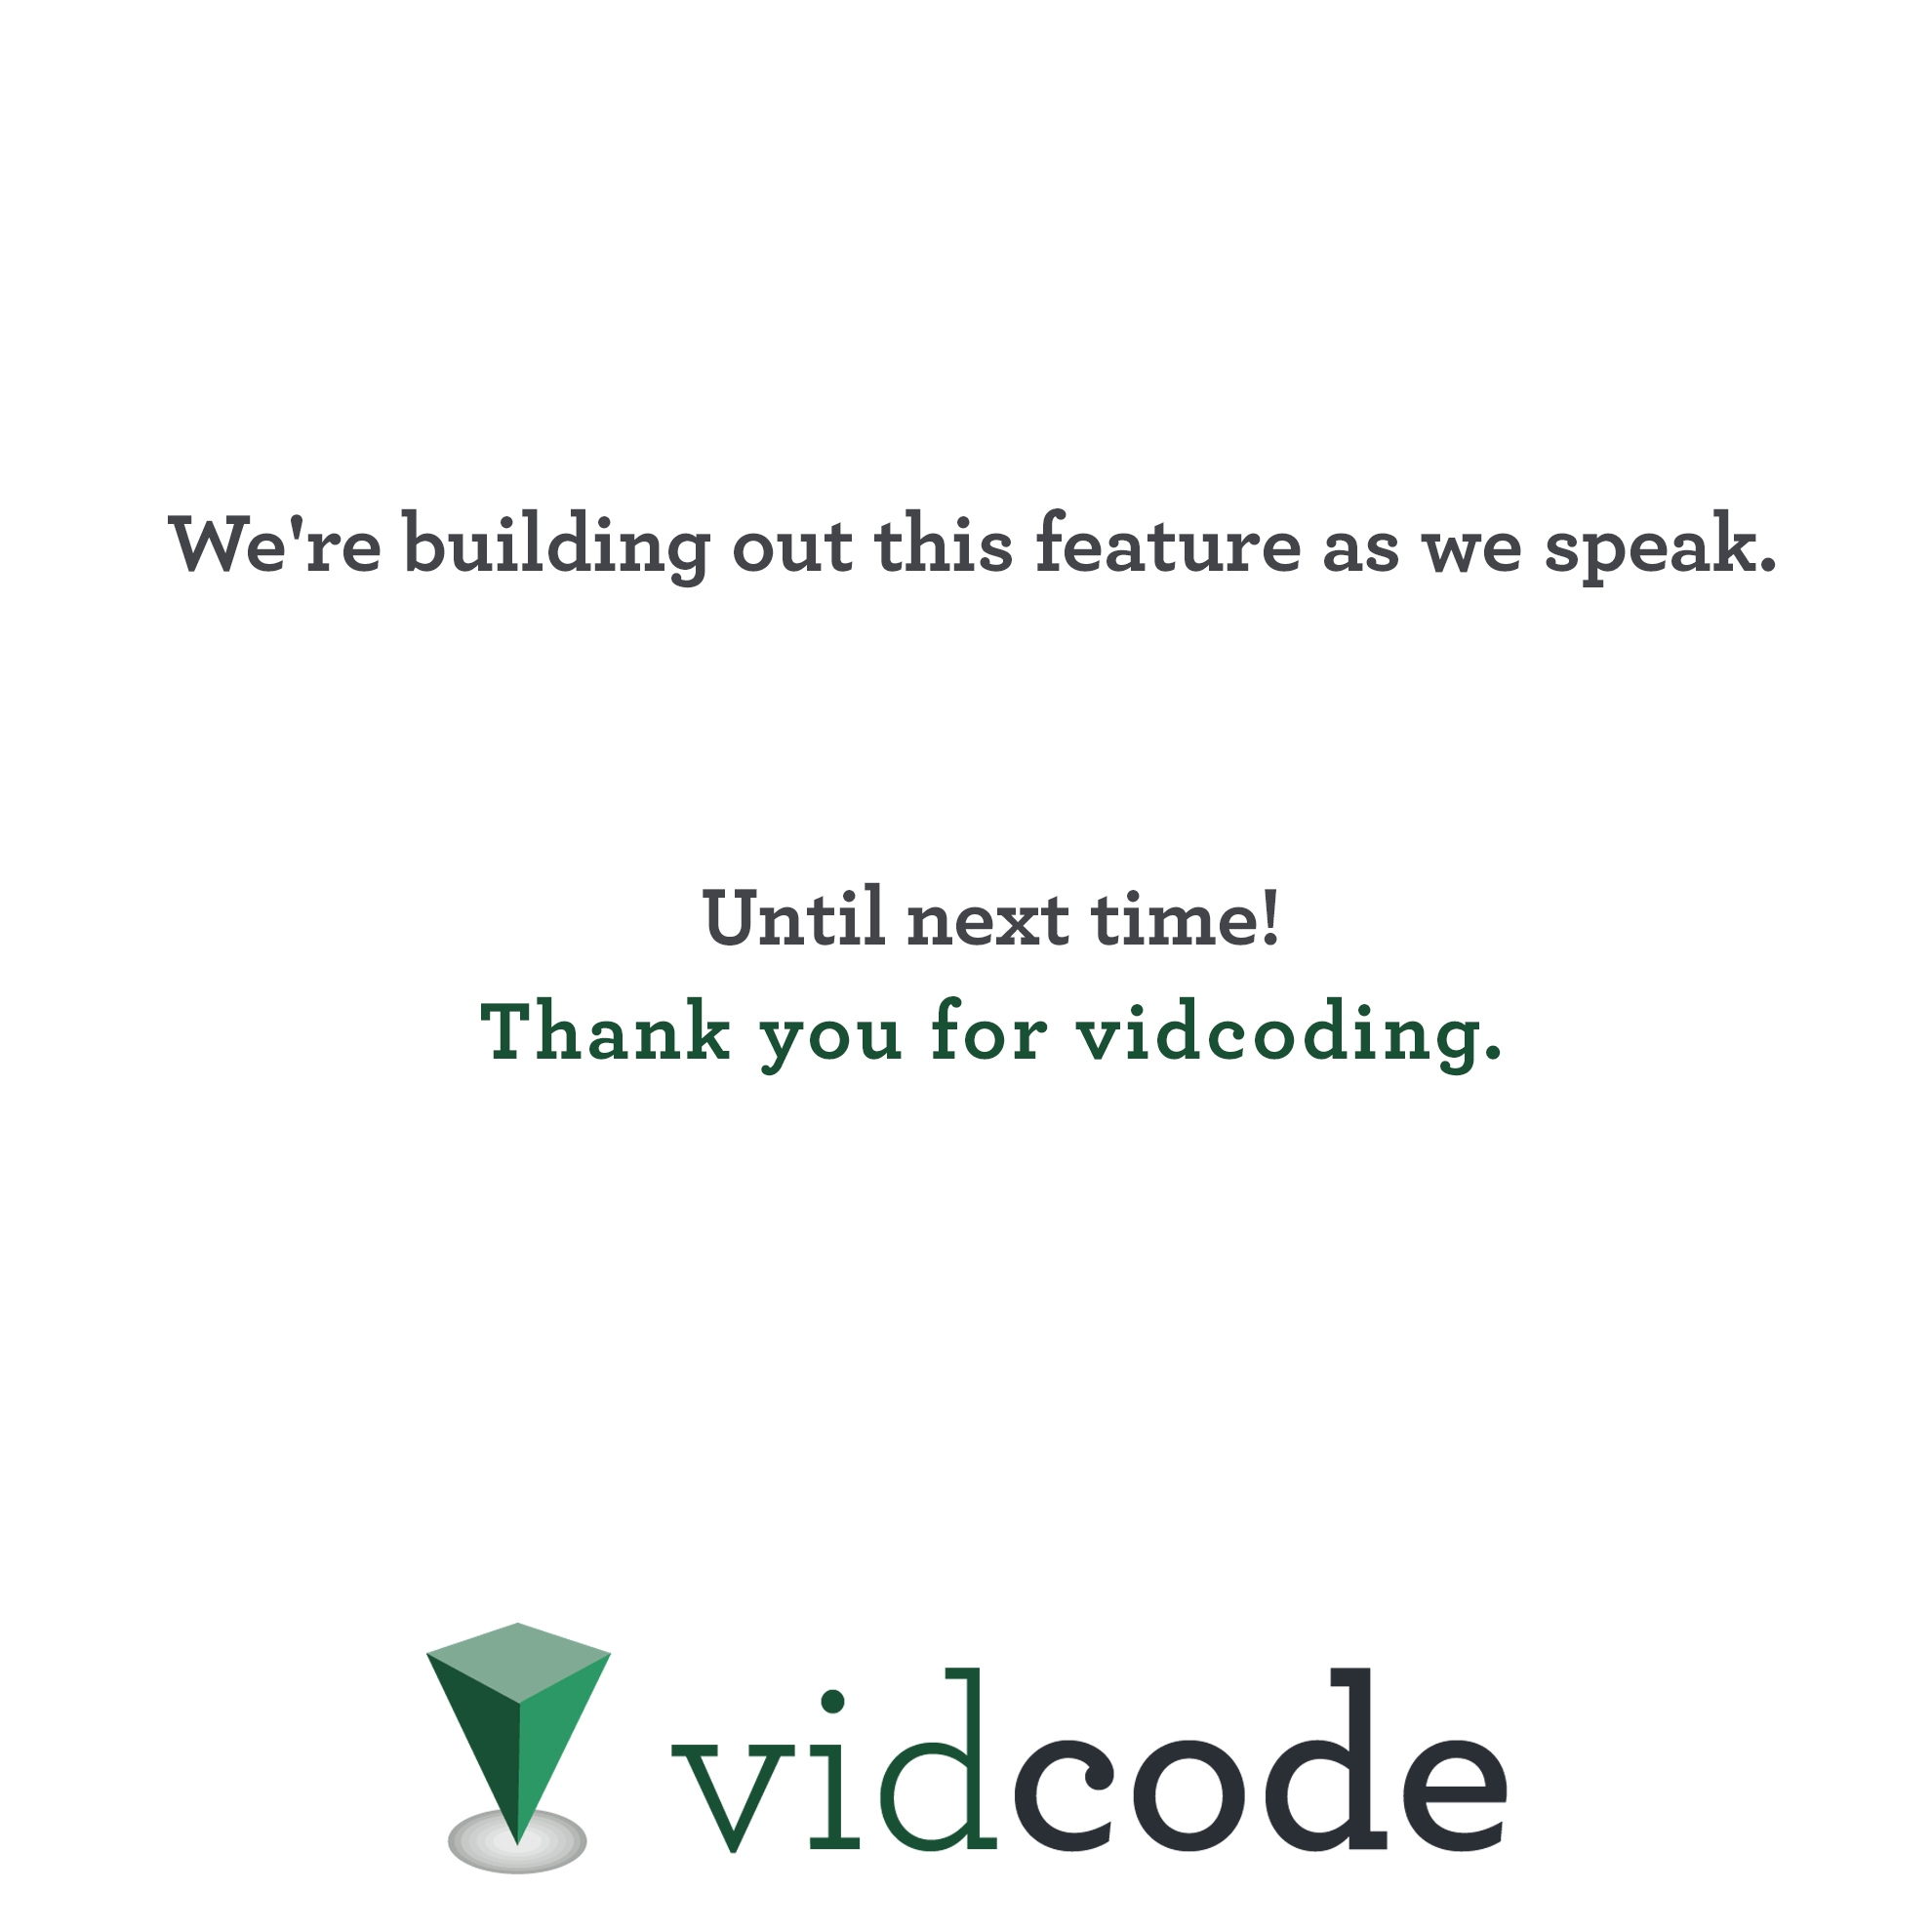 We're building out this feature as we speak.
Until next time!
Thank you for vidcoding.
vidcode